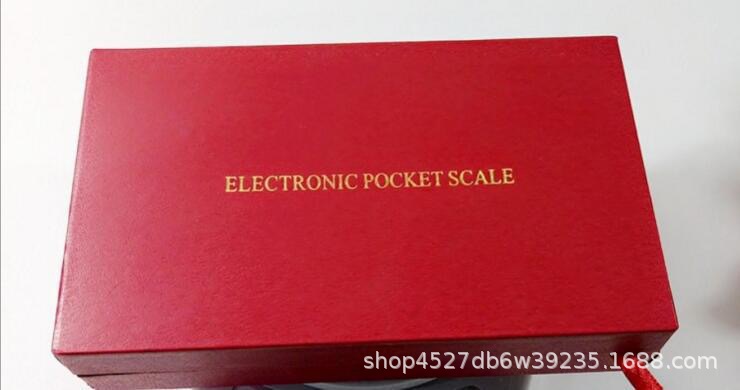 ELECTRONIC POCKET SCALE
shop4527db6w39235.1688.com